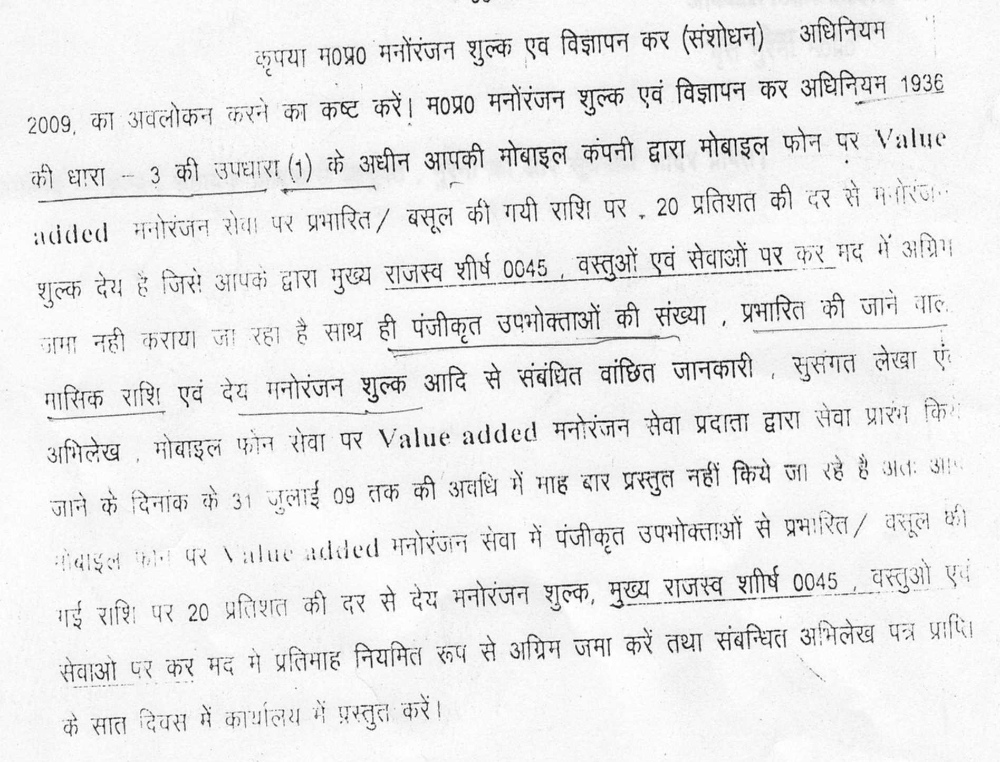 कृपया म0प्र0 मनोंरंजन शुल्क एव विज्ञापन कर (संशोधन) अधिनियम
2009, का अवलोकन करने का कष्ट करें। म0प्र0 मनोंरंजन शुल्क एवं विज्ञापन कर अधिनियम 1936
की धारा – 3 की उपधारा (1) के अधीन आपकी मोबाइल कंपनी द्वारा मोबाइल फोन पर Value
added मनोरंजन सेवा पर प्रभारित/ बसूल की गयी राशि पर . 20 प्रतिशत की दर से मनोरंजन
शुल्क देय है जिसे आपके द्वारा मुख्य राजस्व शीर्ष 0045 , वस्तुओं एवं सेवाओं पर कर मद में अग्रिम
जमा नही कराया जा रहा है साथ ही पंजीकृत उपभोक्ताओं की संख्या , प्रभारित की जाने
मासिक राशि एवं देय मनोरंजन शुल्क आदि से संबंधित वांछित जानकारी , सुसंगत लेखा
अभिलेख , मोबाइल फोन सेवा पर Value added मनोरंजन सेवा प्रदाता द्वारा सेवा प्रारंभ किये
जाने के दिनांक के 31 जुलाई 09 तक की अवधि में माह बार प्रस्तुत नहीं किये जा रहे है अतः आप
मोबाइल फोन पर Value added मनोरंजन सेवा में पंजीकृत उपभोक्ताओं से प्रभारित/ वसूल की
गई राशि पर 20 प्रतिशत की दर से देय मनोरंजन शुल्क, मुख्य राजस्व शाीर्ष 0045 , वस्तुओ एवं
सेवाओ पर कर मद मे प्रतिमाह नियमित रूप से अग्रिम जमा करें तथा संबन्धित अभिलेख पत्र प्राप्ति
के सात दिवस में कार्यालय में प्रस्तुत करें।